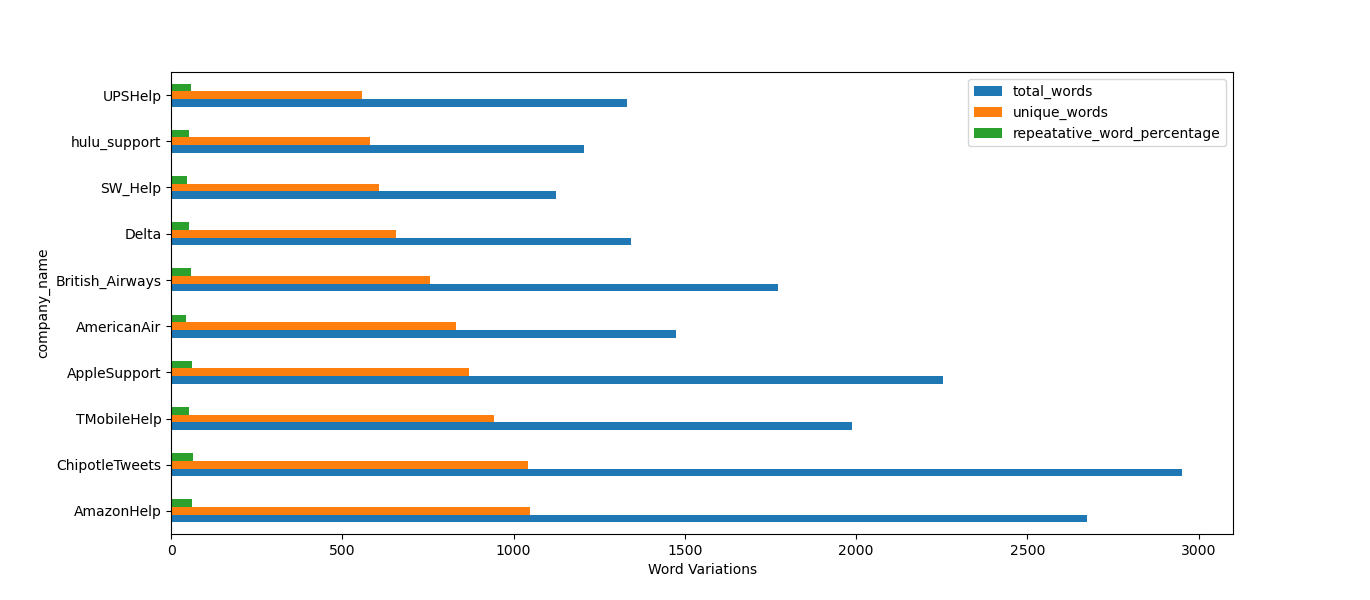 total_words
unique_words
repeatative_word_percentage
UPSHelp
hulu_support
SW_Help
Delta
British_Airways
AmericanAir
AppleSupport
TMobileHelp
ChipotleTweets
AmazonHelp
company_name
0 500 1000 1500 2000 2500 3000
Word Variations